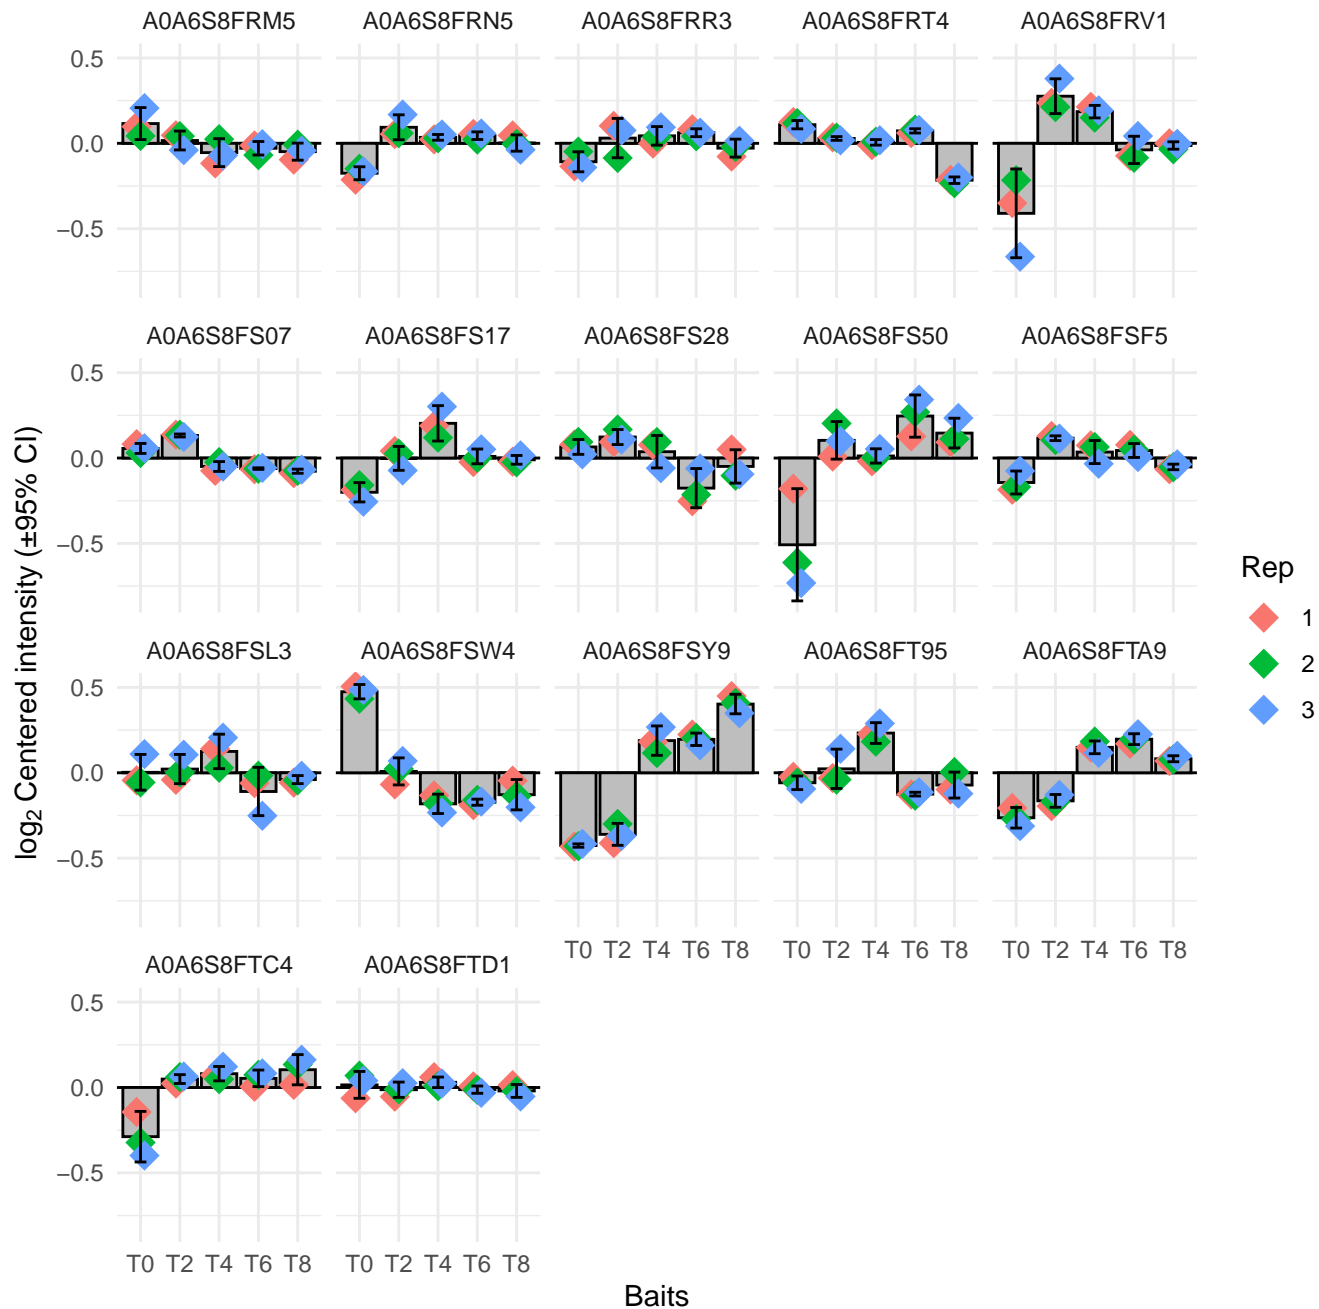 A0A6S8FRM5 A0A6S8FRN5 A0A6S8FRR3 A0A6S8FRT4 A0A6S8FRV1
0.5
0.0
−0.5
A0A6S8FS07 A0A6S8FS17 A0A6S8FS28 A0A6S8FS50 A0A6S8FSF5
0.5
0.0
−0.5
A0A6S8FSL3 A0A6S8FSW4 A0A6S8FSY9 A0A6S8FT95 A0A6S8FTA9
0.5
0.0
−0.5
T0 T2 T4 T6 T8 T0 T2 T4 T6 T8 T0 T2 T4 T6 T8
A0A6S8FTC4 A0A6S8FTD1
0.5
0.0
−0.5
T0 T2 T4 T6 T8 T0 T2 T4 T6 T8
Baits
log2 Centered intensity (±95% CI)
Rep
1
2
3